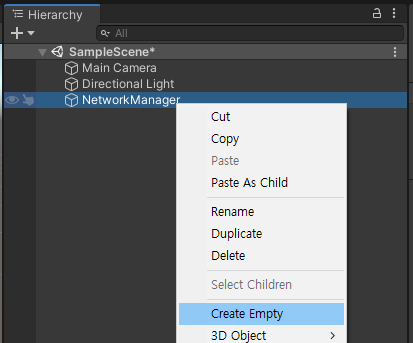 Hierarchy
All
SampleScene*
Main Camera
Directional Light
NetworkManager
Cut
Copy
Paste
Paste As Child
Rename
Duplicate
Delete
Select Children
Create Empty
3D Object